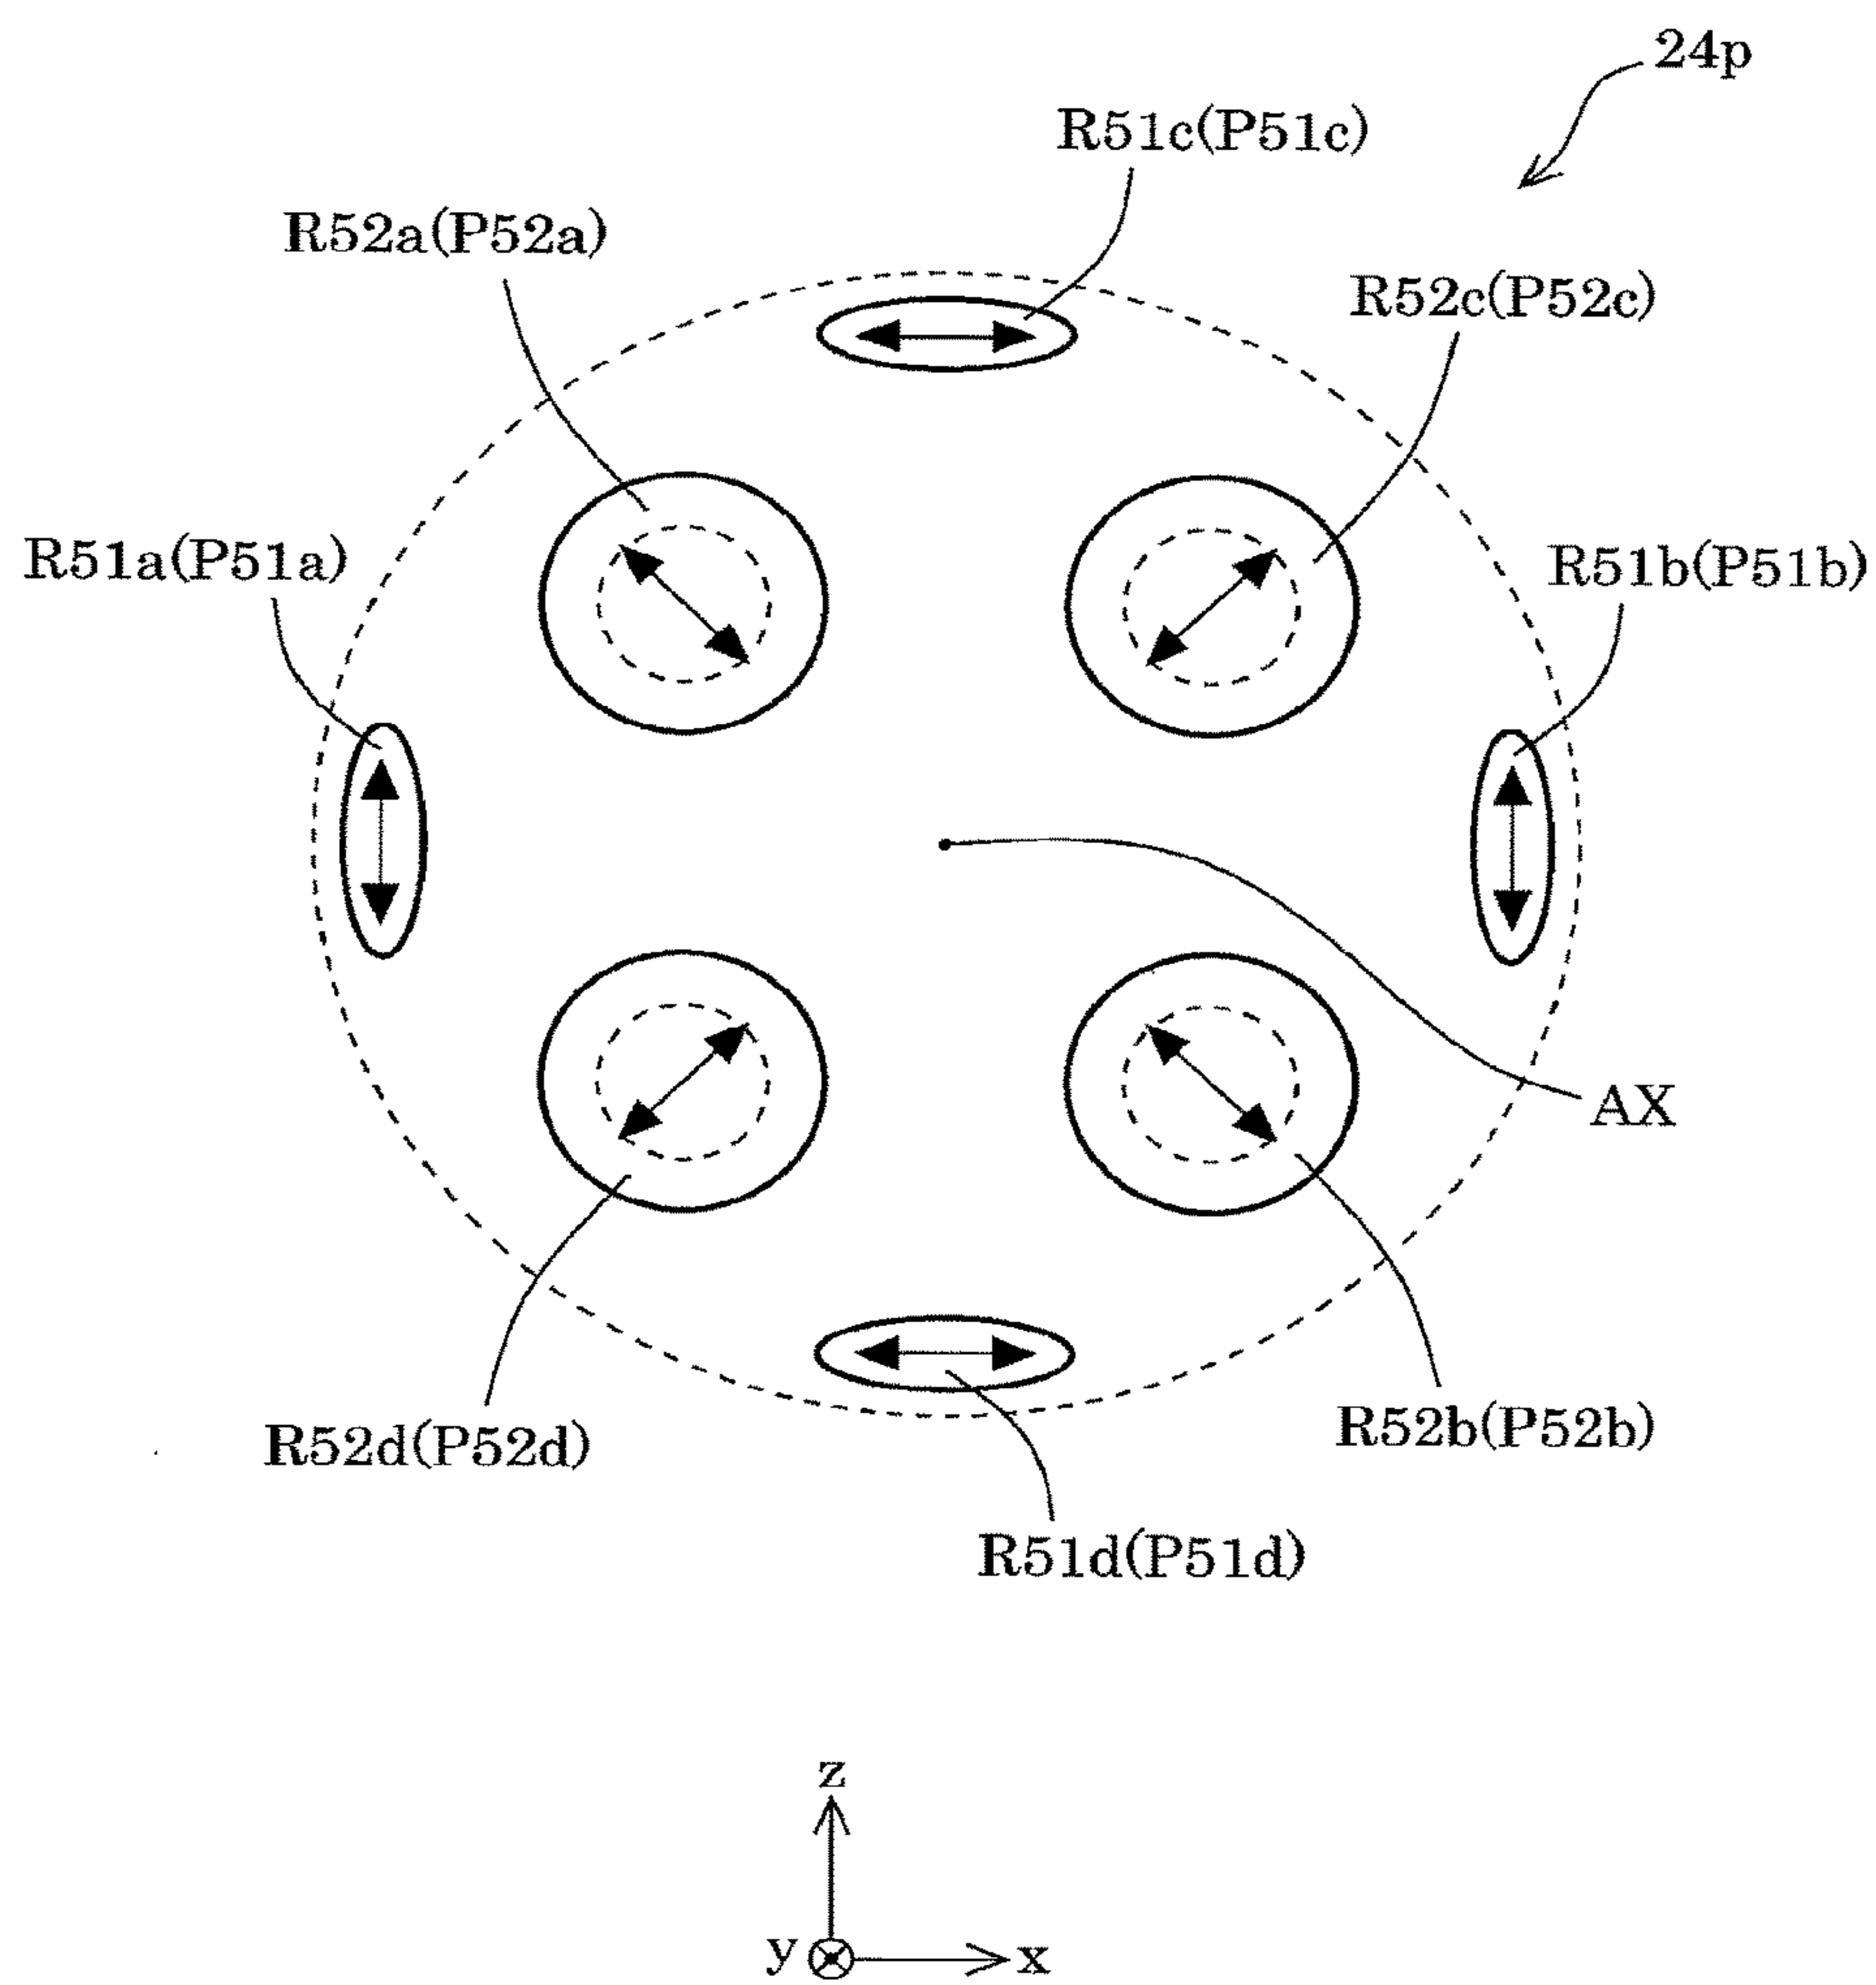 24p
R51c(P51c)
R52a(P52a)
R52c(P52c)
R51a(P51a)
R51b(P51b)
AX
R52b(P52b)
R52d(P52d)
R51d(P51d)
z
y
x